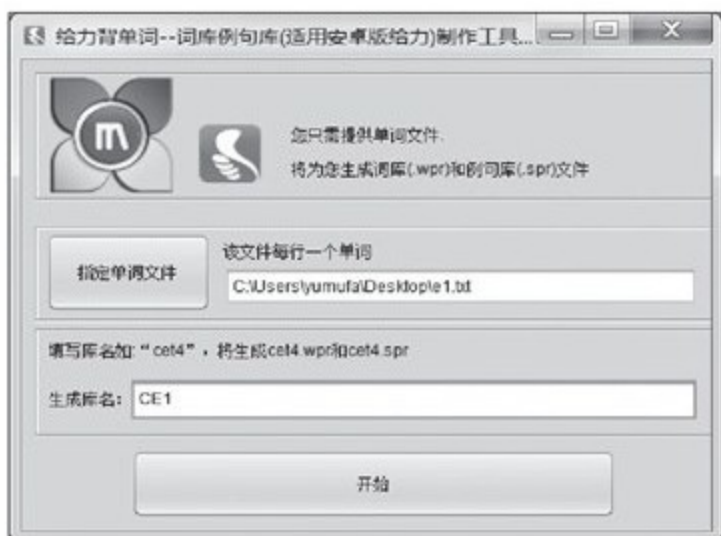 给力背单词--词库例句库(适用安卓版给力)制作工具...
您只需提供单词文件.
将为您生成词库(.wpr)和例句库(.spr)文件
指定单词文件
该文件每行一个单词
C:\Users\yumufa\Desktop\e1.txt
填写库名如:“cet4”，将生成cet4.wpr和cet4.spr
生成库名：
CE1
开始